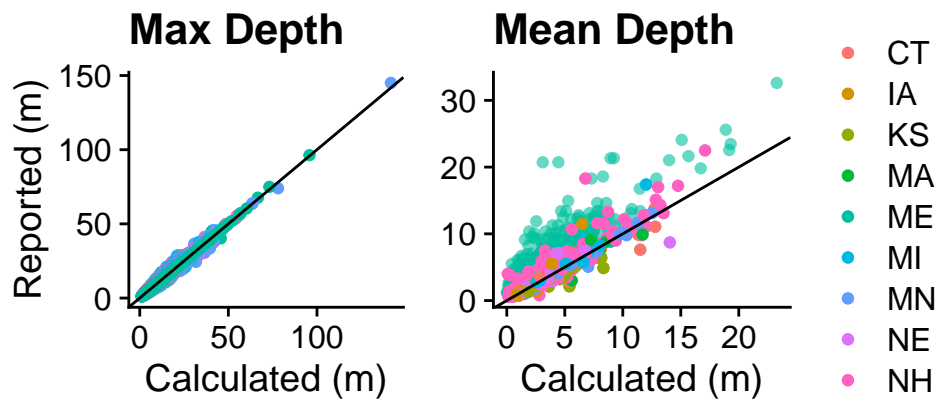 Max Depth
Mean Depth
Reported (m)
150
100
50
0
0 50 100
Calculated (m)
30
20
10
0
0 5 10 15 20
Calculated (m)
CT
IA
KS
MA
ME
MI
MN
NE
NH